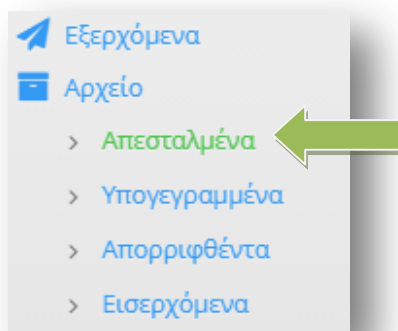 Εξερχόμενα
Αρχείο
> Απεσταλμένα
> Υπογεγραμμένα
> Απορριφθέντα
> Εισερχόμενα